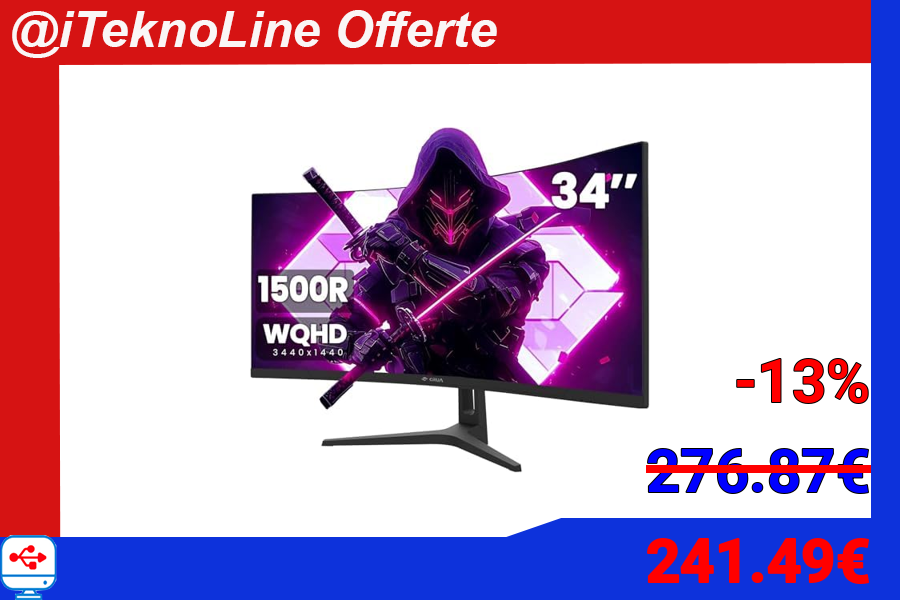 @iTeknoLine Offerte
34’’
1500R
WQHD
3440x1440
-13%
276.87€
241.49€